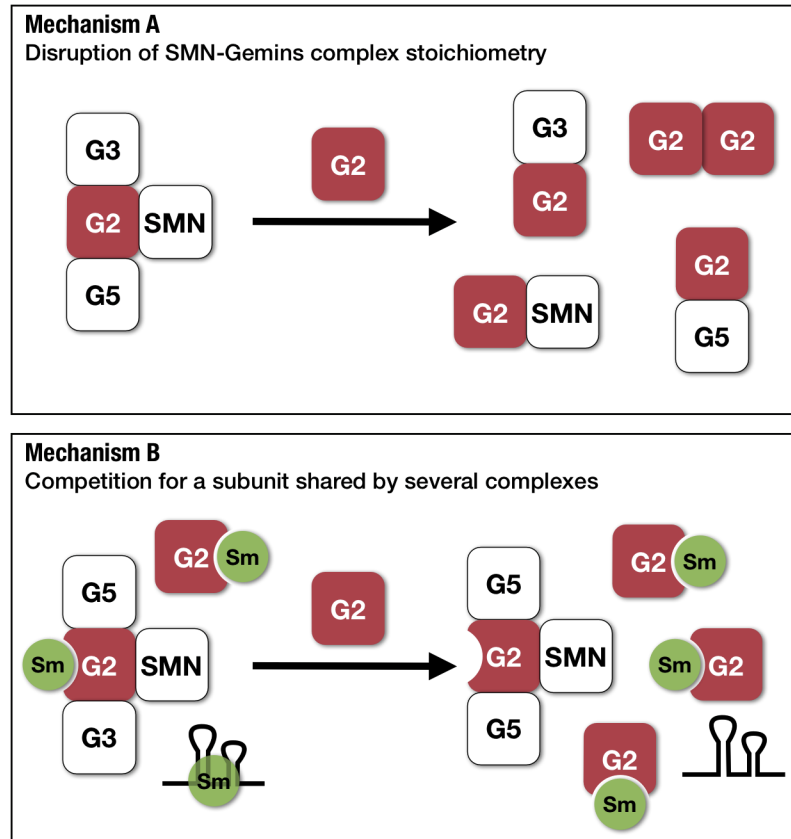 Mechanism A
Disruption of SMN-Gemins complex stoichiometry
G3
G2 SMN
G5
G2
G3
G2
G2 G2
G2 SMN
G2
G5
Mechanism B
Competition for a subunit shared by several complexes
G2 Sm
G5
Sm G2 SMN
G3
Sm
G2
G5
G2 SMN
G5
G2 Sm
Sm G2
G2
Sm